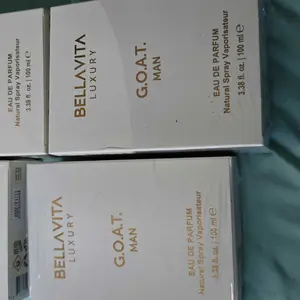 EAU DE PARFUM
Natural Spray Vaporisateur
3.38 fl. oz. | 100 ml ℮
BELLAVITA
LUXURY
G.O.A.T.
MAN
EAU DE PARFUM
Natural Spray Vaporisateur
3.38 fl. oz. | 100 ml ℮
BELLAVITA
LUXURY
G.O.A.T.
MAN
EAU DE PARFUM
Natural Spray Vaporisateur
3.38 fl. oz. | 100 ml ℮